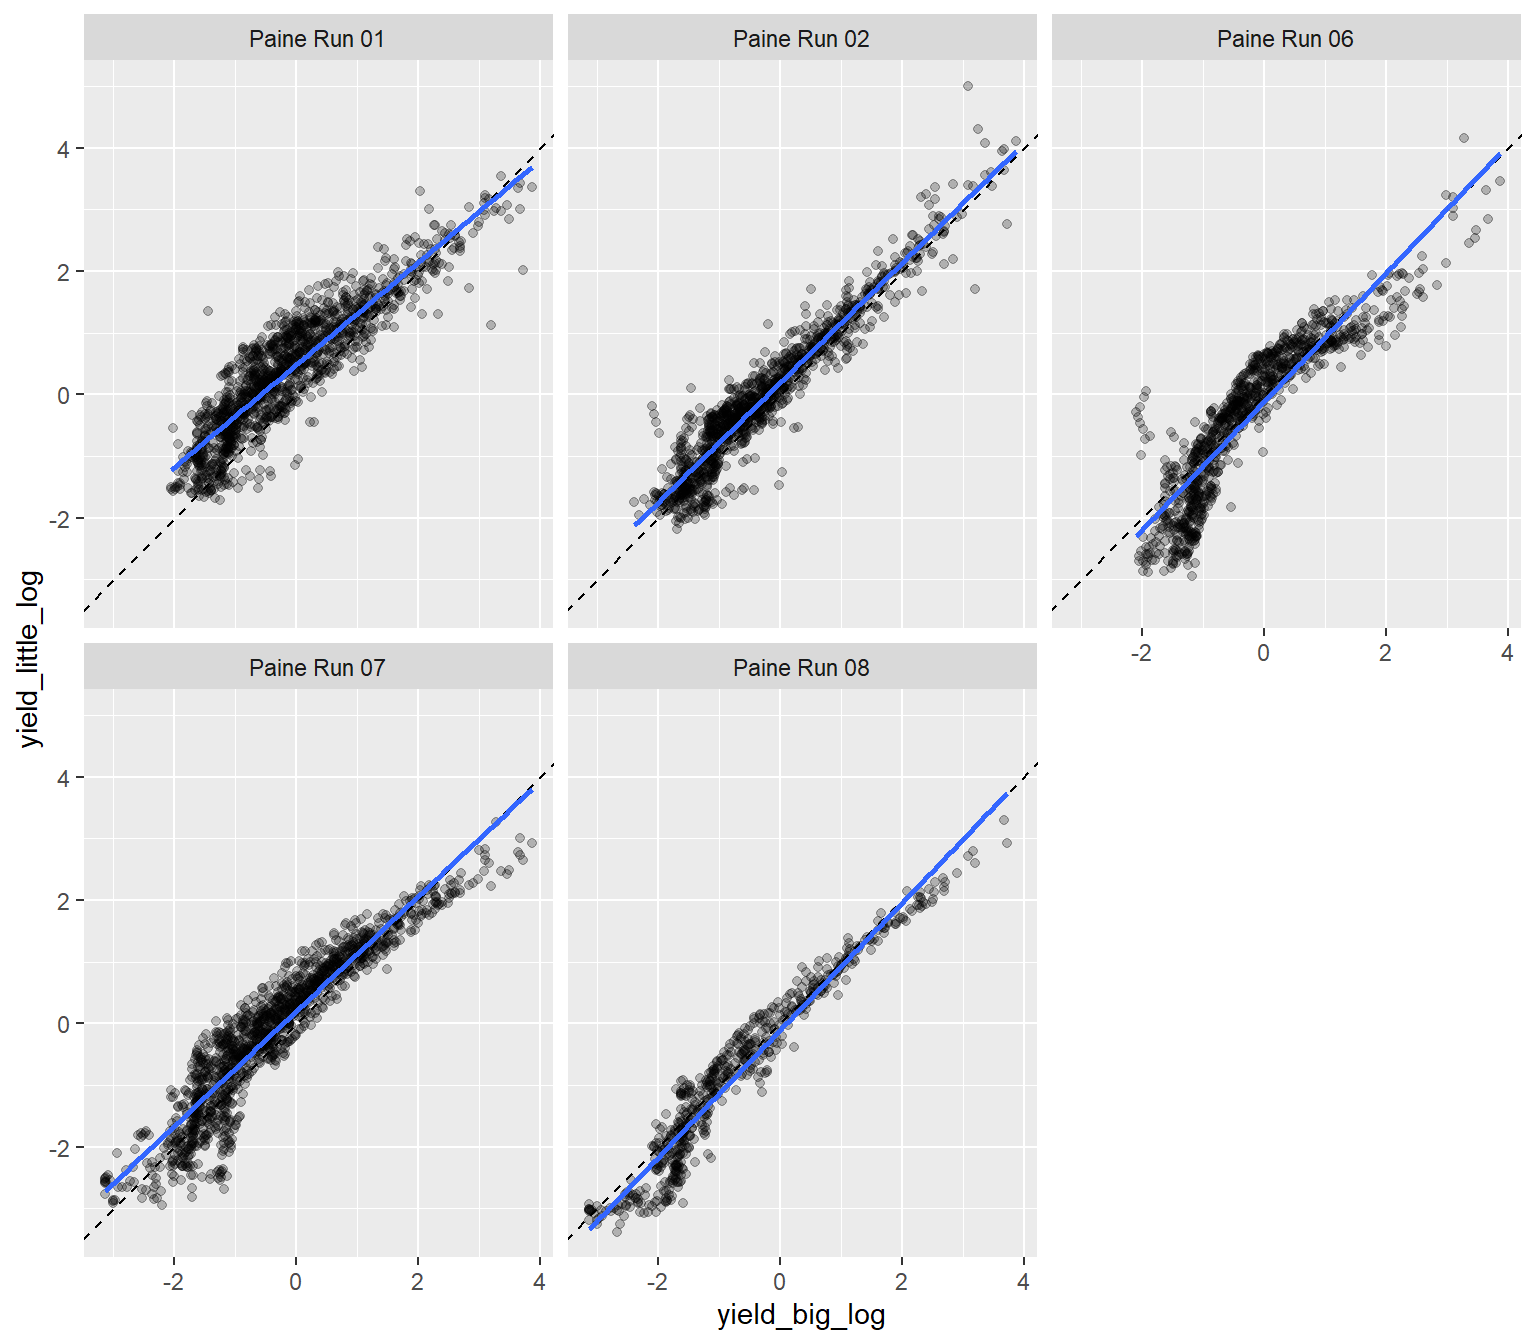 Paine Run 01 Paine Run 02 Paine Run 06
4
2
0
-2
-2 0 2 4
yield_little_log
Paine Run 07 Paine Run 08
4
2
0
-2
-2 0 2 4 -2 0 2 4
yield_big_log